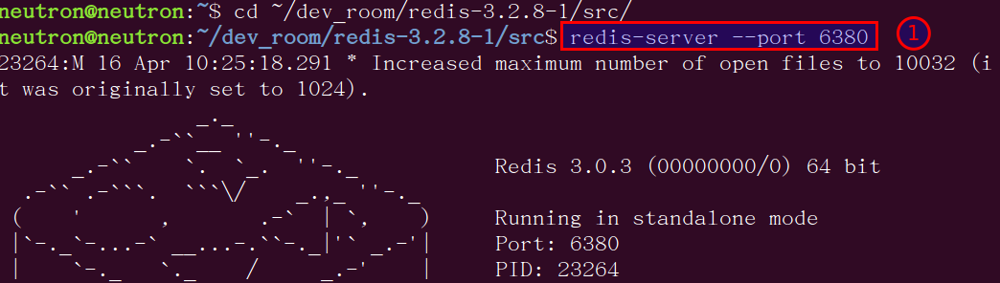 neutron@neutron:~$ cd ~/dev_room/redis-3.2.8-1/src/
neutron@neutron:~/dev_room/redis-3.2.8-1/src$ redis-server --port 6380 1
23264:M 16 Apr 10:25:18.291 * Increased maximum number of open files to 10032 (i
t was originally set to 1024).
                _._
           _.-``__ ''-._
      _.-``    `.  `_.  ''-._           Redis 3.0.3 (00000000/0) 64 bit
  .-`` .-```.  ```\/    _.,_ ''-._
 (    '      ,       .-`  | `,    )     Running in standalone mode
 |`-._`-...-` __...-.``-._|'` _.-'|     Port: 6380
 |    `-._   `._    /     _.-'    |     PID: 23264